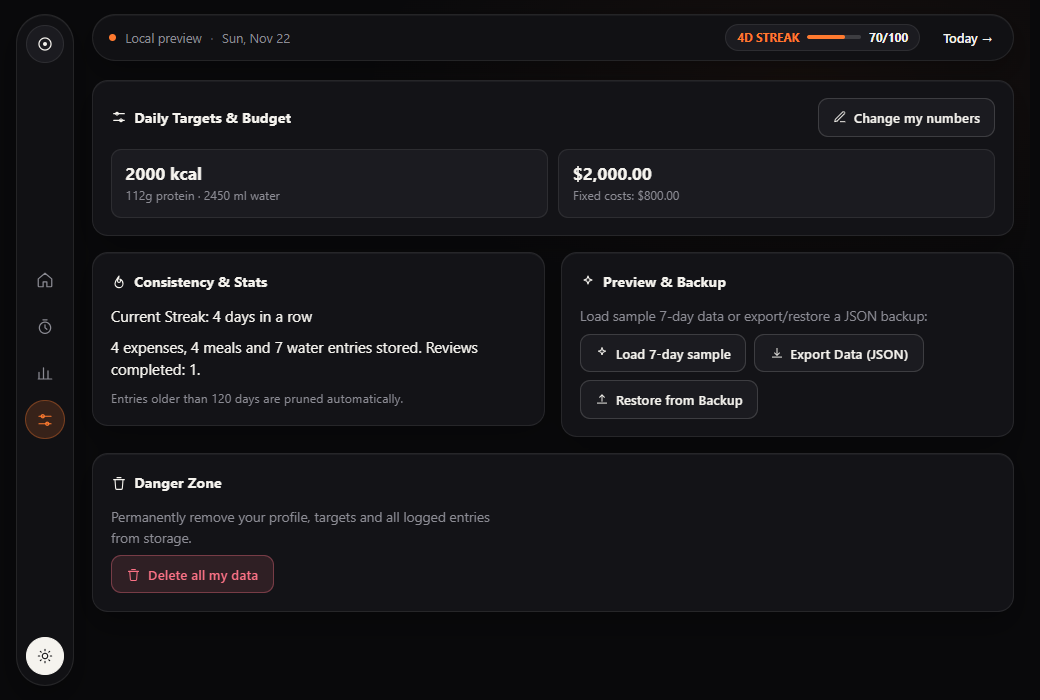 Local preview · Sun, Nov 22
4D STREAK 70/100
Today →
Daily Targets & Budget
Change my numbers
2000 kcal
112g protein · 2450 ml water
$2,000.00
Fixed costs: $800.00
Consistency & Stats
Current Streak: 4 days in a row
4 expenses, 4 meals and 7 water entries stored. Reviews
completed: 1.
Entries older than 120 days are pruned automatically.
Preview & Backup
Load sample 7-day data or export/restore a JSON backup:
Load 7-day sample
Export Data (JSON)
Restore from Backup
Danger Zone
Permanently remove your profile, targets and all logged entries
from storage.
Delete all my data